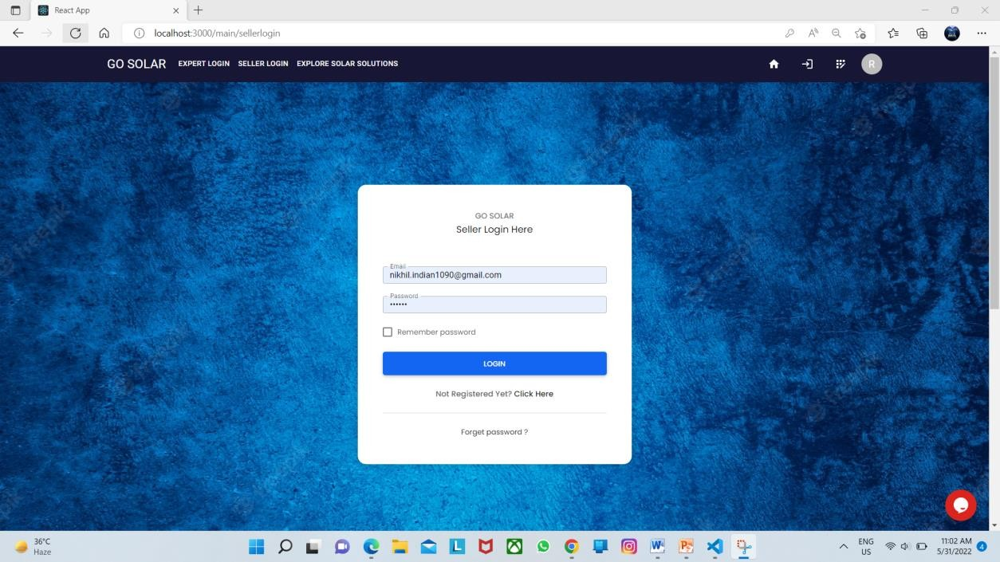 React App
localhost:3000/main/sellerlogin
GO SOLAR EXPERT LOGIN SELLER LOGIN EXPLORE SOLAR SOLUTIONS R
GO SOLAR
Seller Login Here
Email
nikhil.indian1090@gmail.com
Password
••••••
Remember password
LOGIN
Not Registered Yet? Click Here
Forget password ?
36°C
Haze
ENG
US
11:02 AM
5/31/2022
4